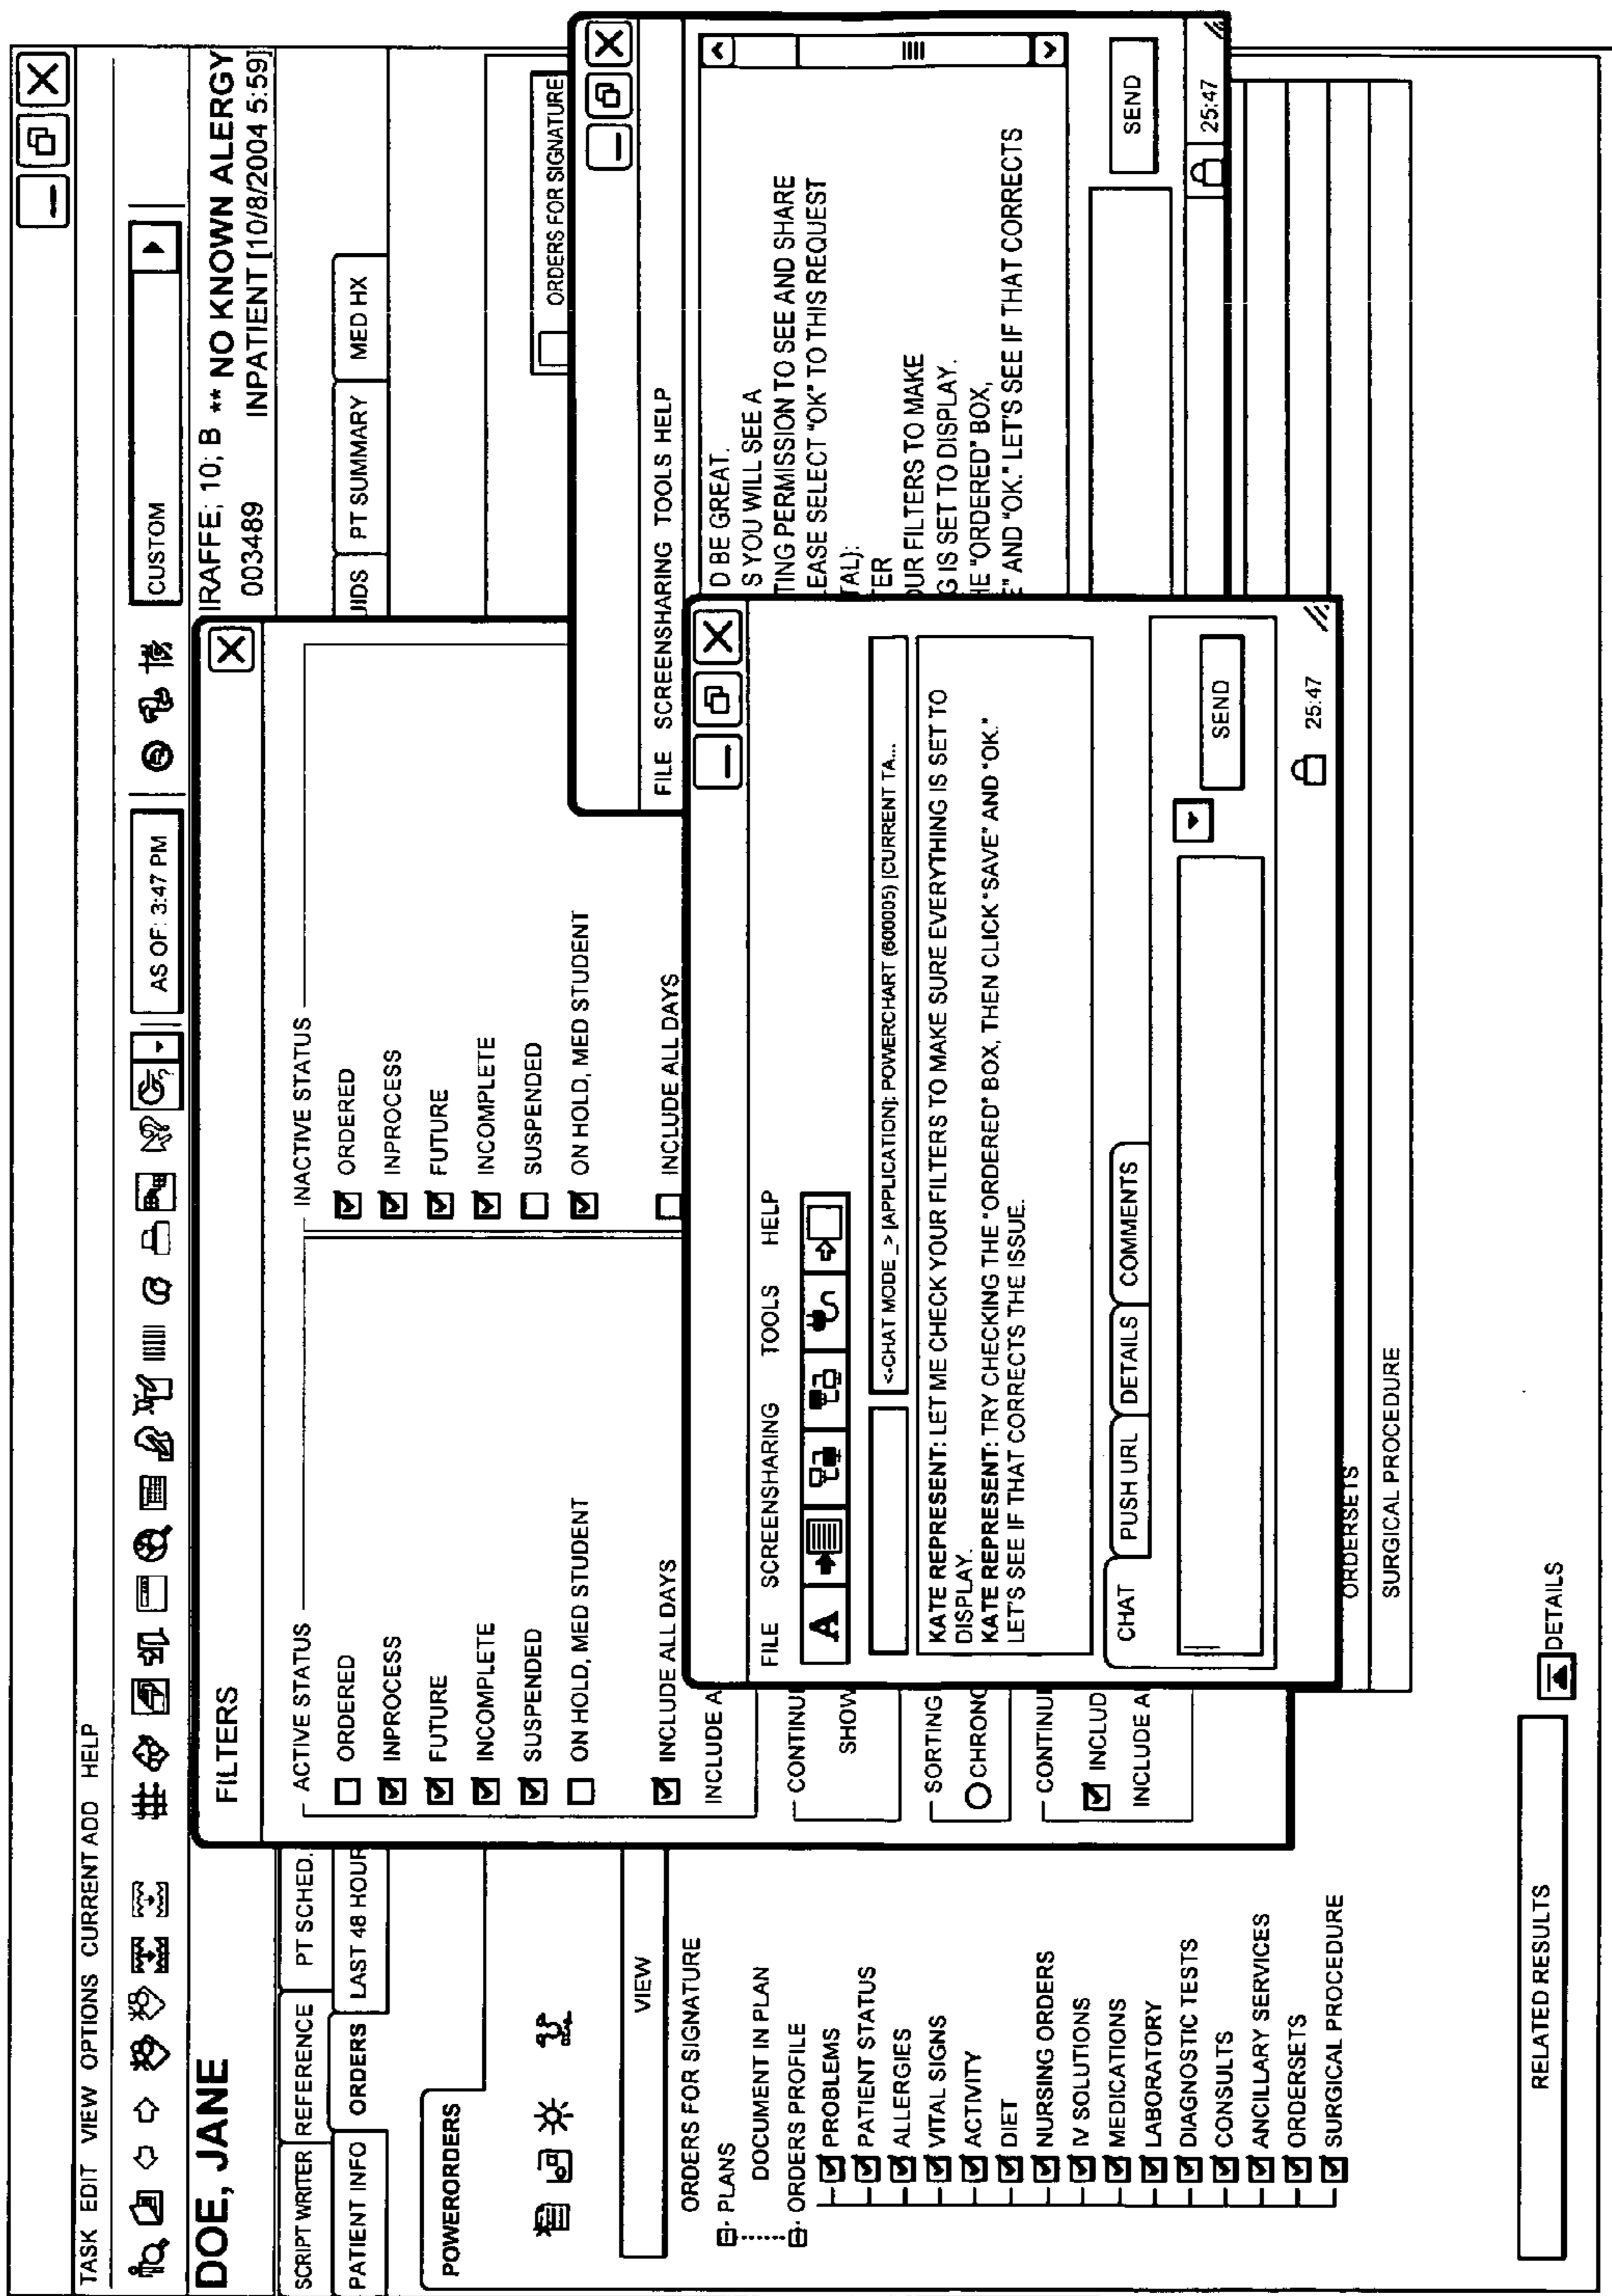 TASK EDIT VIEW OPTIONS CURRENT ADD HELP
AS OF: 3:47 PM
CUSTOM
DOE, JANE
IRAFFE; 10; B ** NO KNOWN ALERGY
003489 INPATIENT [10/8/2004 5:59]
SCRIPT WRITER REFERENCE PT SCHED.
PATIENT INFO ORDERS LAST 48 HOUR
JIDS PT SUMMARY MED HX
POWERORDERS
ORDERS FOR SIGNATURE
VIEW
ORDERS FOR SIGNATURE
PLANS
DOCUMENT IN PLAN
ORDERS PROFILE
PROBLEMS
PATIENT STATUS
ALLERGIES
VITAL SIGNS
ACTIVITY
DIET
NURSING ORDERS
IV SOLUTIONS
MEDICATIONS
LABORATORY
DIAGNOSTIC TESTS
CONSULTS
ANCILLARY SERVICES
ORDERSETS
SURGICAL PROCEDURE
FILTERS
ACTIVE STATUS
ORDERED
INPROCESS
FUTURE
INCOMPLETE
SUSPENDED
ON HOLD, MED STUDENT
INCLUDE ALL DAYS
INCLUDE A
INACTIVE STATUS
ORDERED
INPROCESS
FUTURE
INCOMPLETE
SUSPENDED
ON HOLD, MED STUDENT
INCLUDE ALL DAYS
CONTINU
SHOW
SORTING
CHRONO
CONTINU
INCLUD
INCLUDE A
FILE SCREENSHARING TOOLS HELP
D BE GREAT.
S YOU WILL SEE A
TING PERMISSION TO SEE AND SHARE
EASE SELECT "OK" TO THIS REQUEST
TAL):
ER
OUR FILTERS TO MAKE
G IS SET TO DISPLAY.
HE "ORDERED" BOX,
E" AND "OK." LET'S SEE IF THAT CORRECTS
SEND
25:47
FILE SCREENSHARING TOOLS HELP
A
<-CHAT MODE_> [APPLICATION]: POWERCHART (600005) [CURRENT TA...
KATE REPRESENT: LET ME CHECK YOUR FILTERS TO MAKE SURE EVERYTHING IS SET TO
DISPLAY.
KATE REPRESENT: TRY CHECKING THE "ORDERED" BOX, THEN CLICK "SAVE" AND "OK."
LET'S SEE IF THAT CORRECTS THE ISSUE.
CHAT PUSH URL DETAILS COMMENTS
SEND
25:47
ORDERSETS
SURGICAL PROCEDURE
DETAILS
RELATED RESULTS